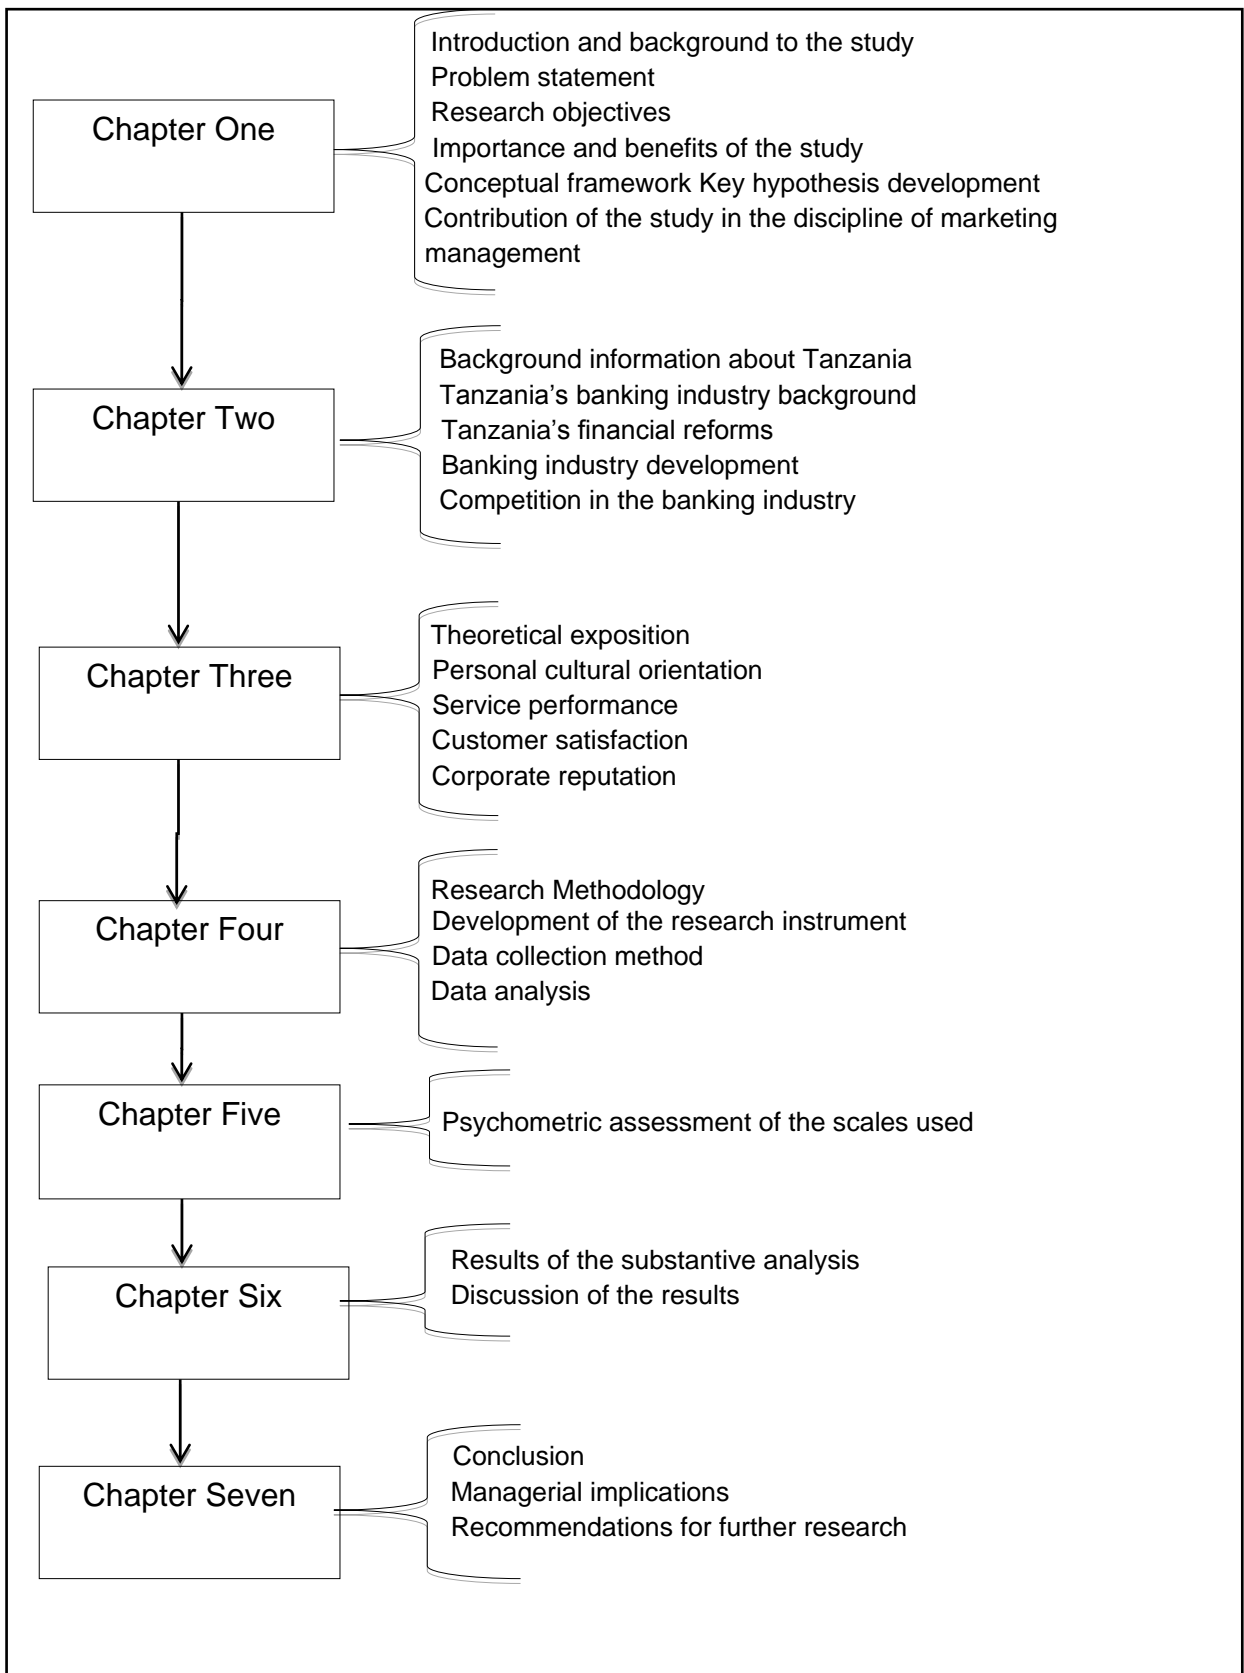 Chapter One
Introduction and background to the study
Problem statement
Research objectives
Importance and benefits of the study
Conceptual framework Key hypothesis development
Contribution of the study in the discipline of marketing
management
Chapter Two
Background information about Tanzania
Tanzania’s banking industry background
Tanzania’s financial reforms
Banking industry development
Competition in the banking industry
Chapter Three
Theoretical exposition
Personal cultural orientation
Service performance
Customer satisfaction
Corporate reputation
Chapter Four
Research Methodology
Development of the research instrument
Data collection method
Data analysis
Chapter Five
Psychometric assessment of the scales used
Chapter Six
Results of the substantive analysis
Discussion of the results
Chapter Seven
Conclusion
Managerial implications
Recommendations for further research